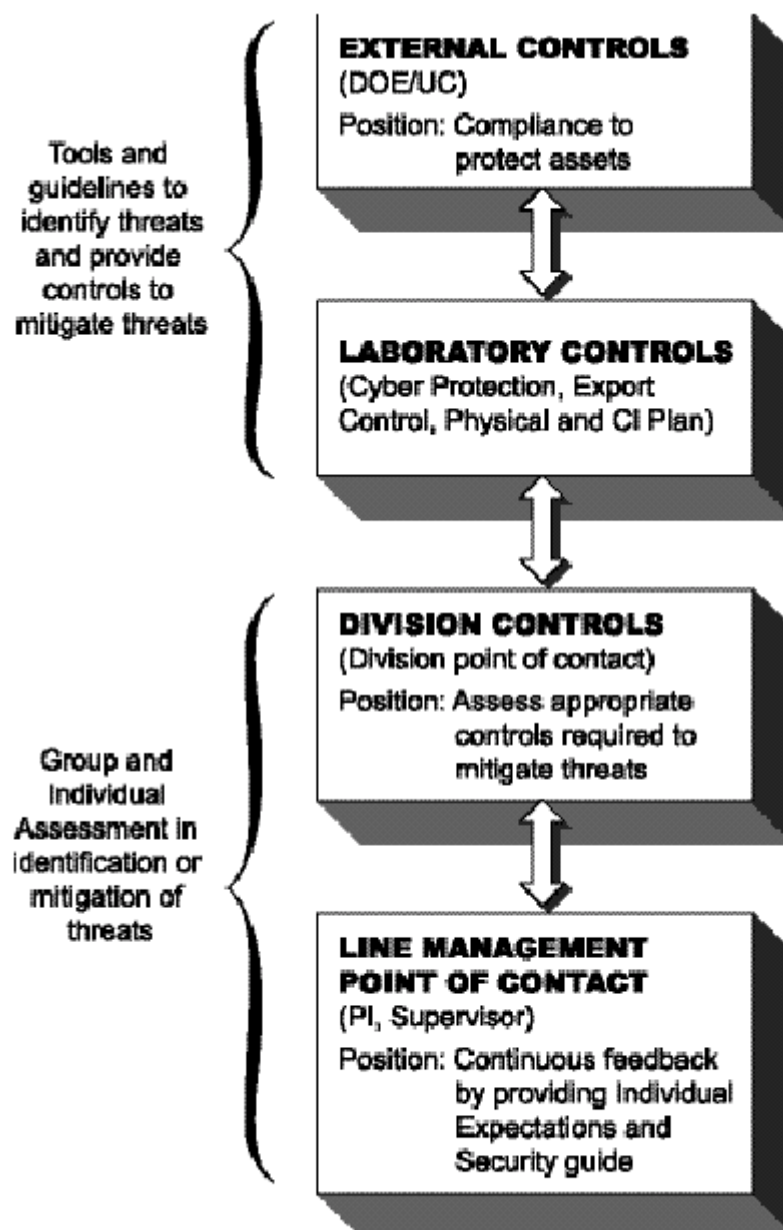 EXTERNAL CONTROLS
(DOE/UC)
Position: Compliance to
protect assets
Tools and
guidelines to
identify threats
and provide
controls to
mitigate threats
LABORATORY CONTROLS
(Cyber Protection, Export
Control, Physical and CI Plan)
DIVISION CONTROLS
(Division point of contact)
Position: Assess appropriate
controls required to
mitigate threats
Group and
Individual
Assessment in
identification or
mitigation of
threats
LINE MANAGEMENT
POINT OF CONTACT
(PI, Supervisor)
Position: Continuous feedback
by providing Individual
Expectations and
Security guide